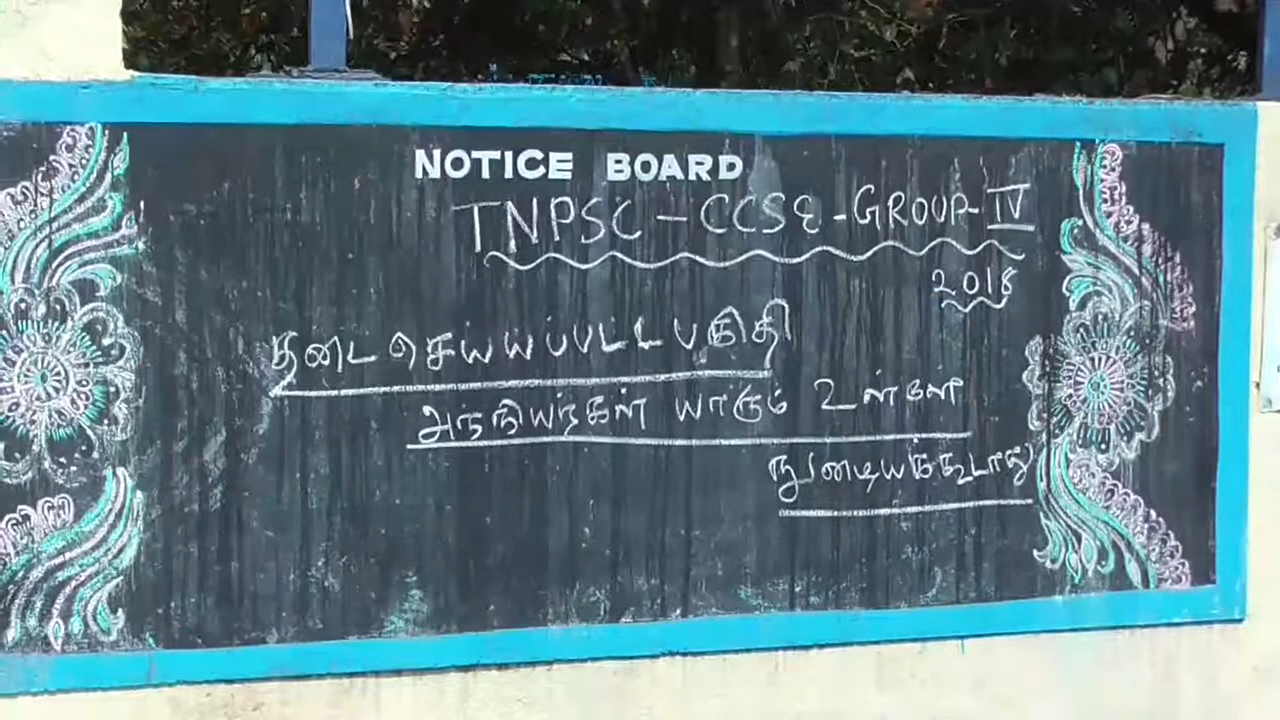 NOTICE BOARD
TNPSC - CCSE - GROUP - IV
2018
தடை செய்யப்பட்ட பகுதி
அந்நியர்கள் யாரும் உள்ளே
நுழையக்கூடாது